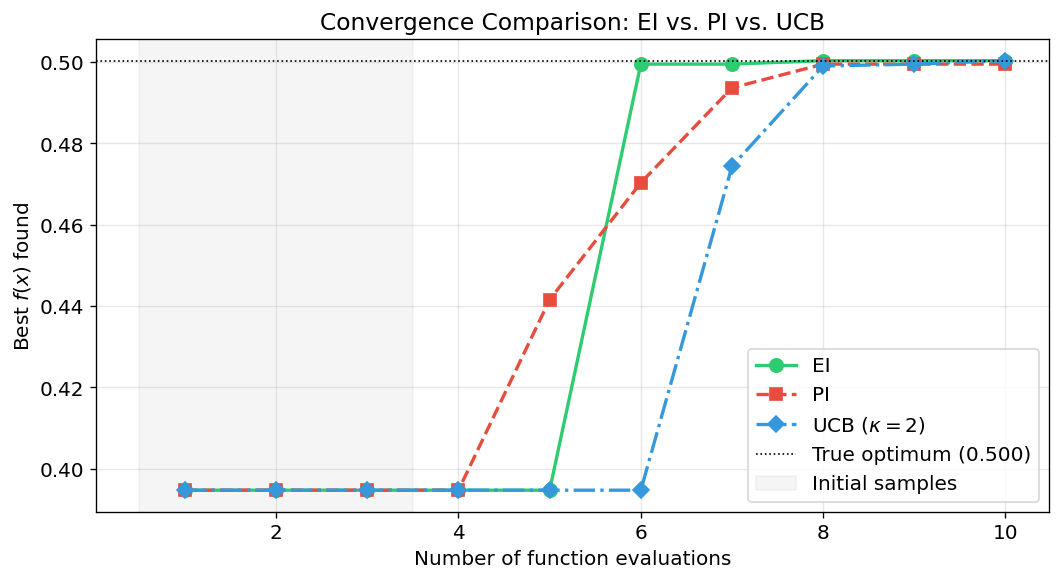 Convergence Comparison: EI vs. PI vs. UCB
Best f(x) found
0.50
0.48
0.46
0.44
0.42
0.40
2
4
6
8
10
Number of function evaluations
EI
PI
UCB (κ = 2)
True optimum (0.500)
Initial samples